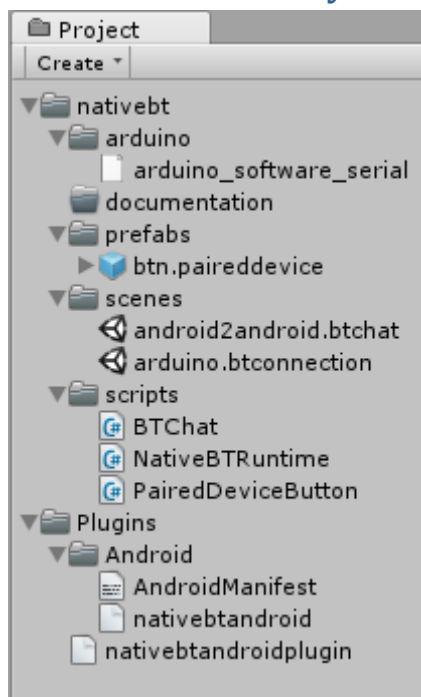 Project
Create
nativebt
arduino
arduino_software_serial
documentation
prefabs
btn.paireddevice
scenes
android2android.btchat
arduino.btconnection
scripts
BTChat
NativeBTRuntime
PairedDeviceButton
Plugins
Android
AndroidManifest
nativebtandroid
nativebtandroidplugin